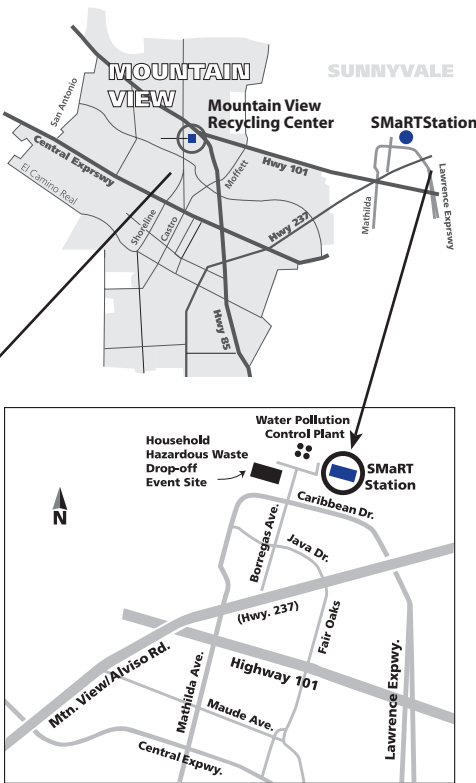 MOUNTAIN
VIEW
SUNNYVALE
San Antonio
Mountain View
Recycling Center
SMaRTStation
Central Exprswy
El Camino Real
Shoreline
Castro
Moffett
Hwy 101
Hwy 237
Mathilda
Lawrence Exprswy
Hwy 85
Water Pollution
Control Plant
Household
Hazardous Waste
Drop-off
Event Site
SMaRT
Station
N
Caribbean Dr.
Borregas Ave.
Java Dr.
(Hwy. 237)
Fair Oaks
Mtn. View/Alviso Rd.
Highway 101
Mathilda Ave.
Lawrence Expwy.
Maude Ave.
Central Expwy.